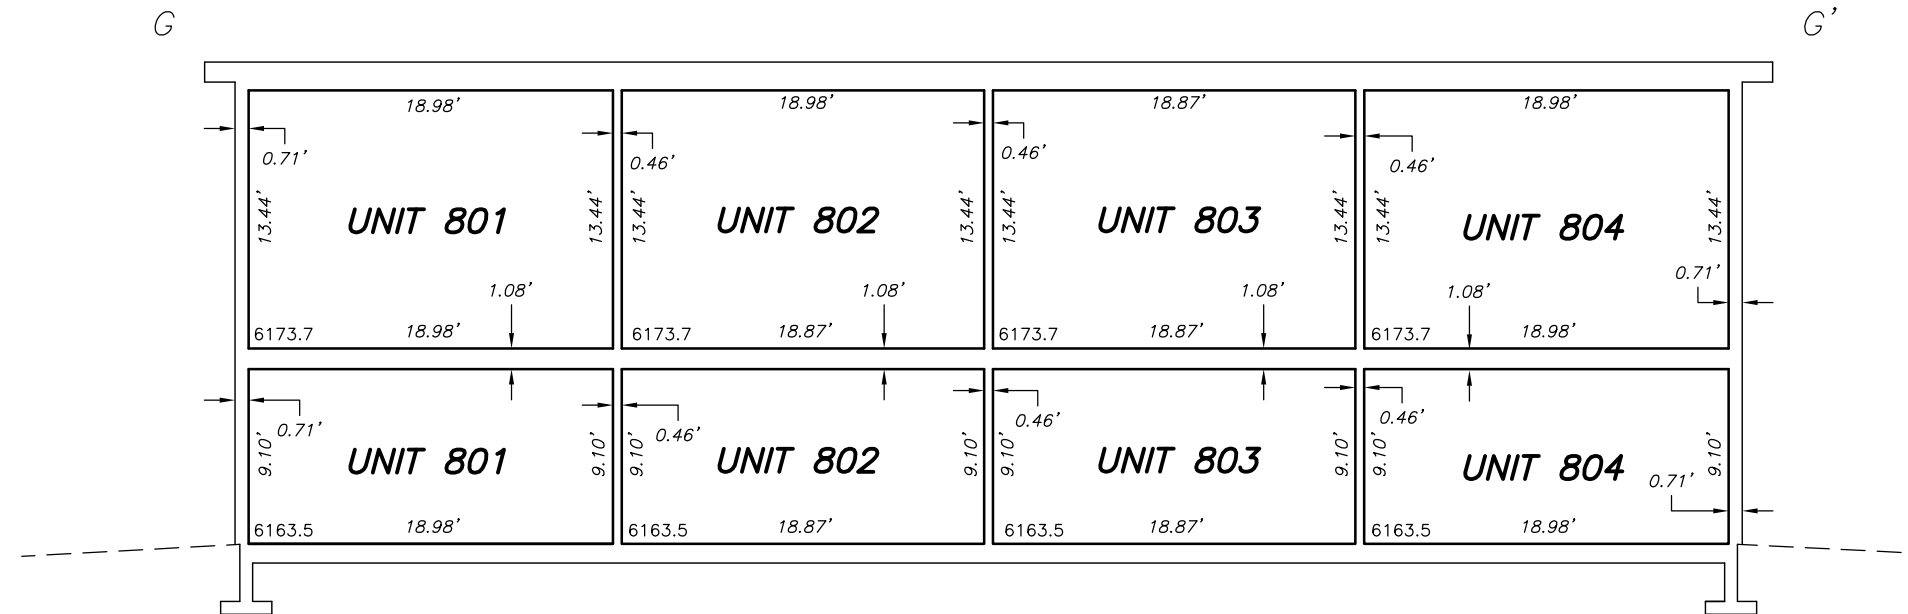 G G'
18.98' 18.98' 18.87' 18.98'
0.71' 0.46' 0.46' 0.46'
13.44' 13.44' 13.44' 13.44' 13.44' 13.44' 13.44' 13.44'
UNIT 801 UNIT 802 UNIT 803 UNIT 804
0.71'
1.08' 1.08' 1.08' 1.08'
6173.7 18.98' 6173.7 18.87' 6173.7 18.87' 6173.7 18.98'
0.71' 0.46' 0.46' 0.46'
9.10' 9.10' 9.10' 9.10' 9.10' 9.10' 9.10' 9.10'
UNIT 801 UNIT 802 UNIT 803 UNIT 804
0.71'
6163.5 18.98' 6163.5 18.87' 6163.5 18.87' 6163.5 18.98'